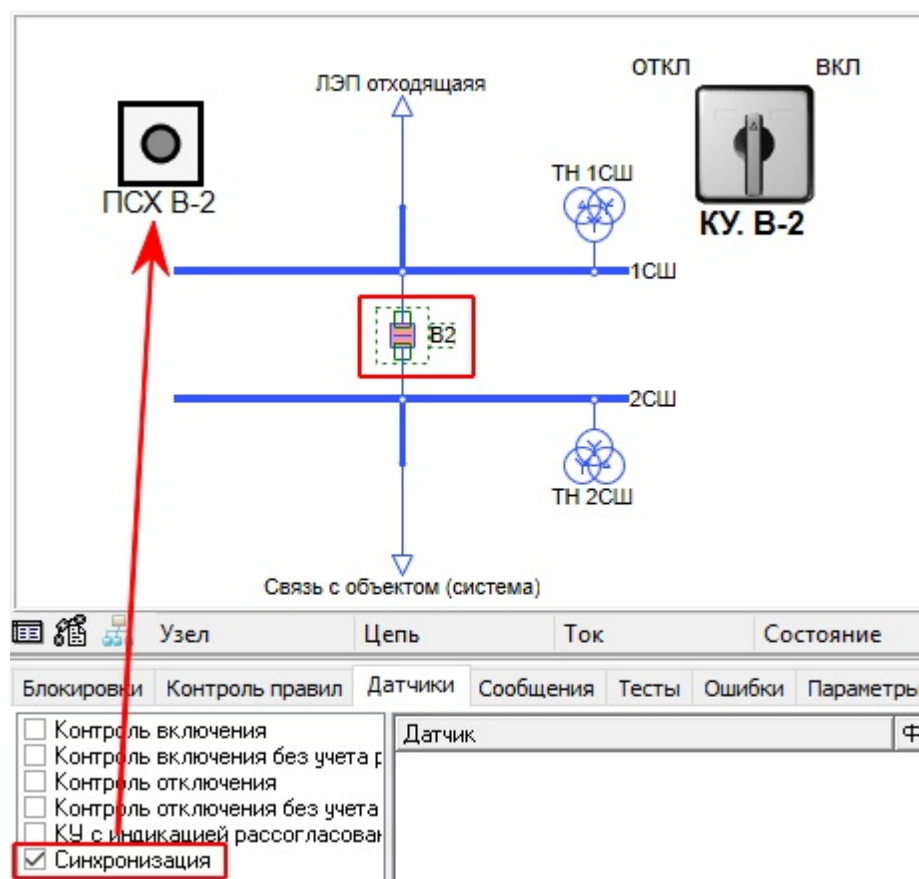 ОТКЛ
ВКЛ
ЛЭП отходящаяя
ПСХ В-2
ТН 1СШ
КУ. В-2
1СШ
В2
2СШ
ТН 2СШ
Связь с объектом (система)
Узел
Цепь
Ток
Состояние
Блокировки
Контроль правил
Датчики
Сообщения
Тесты
Ошибки
Параметры
Контроль включения
Контроль включения без учета р
Контроль отключения
Контроль отключения без учета
КУ с индикацией рассогласован
Синхронизация
Датчик
Ф